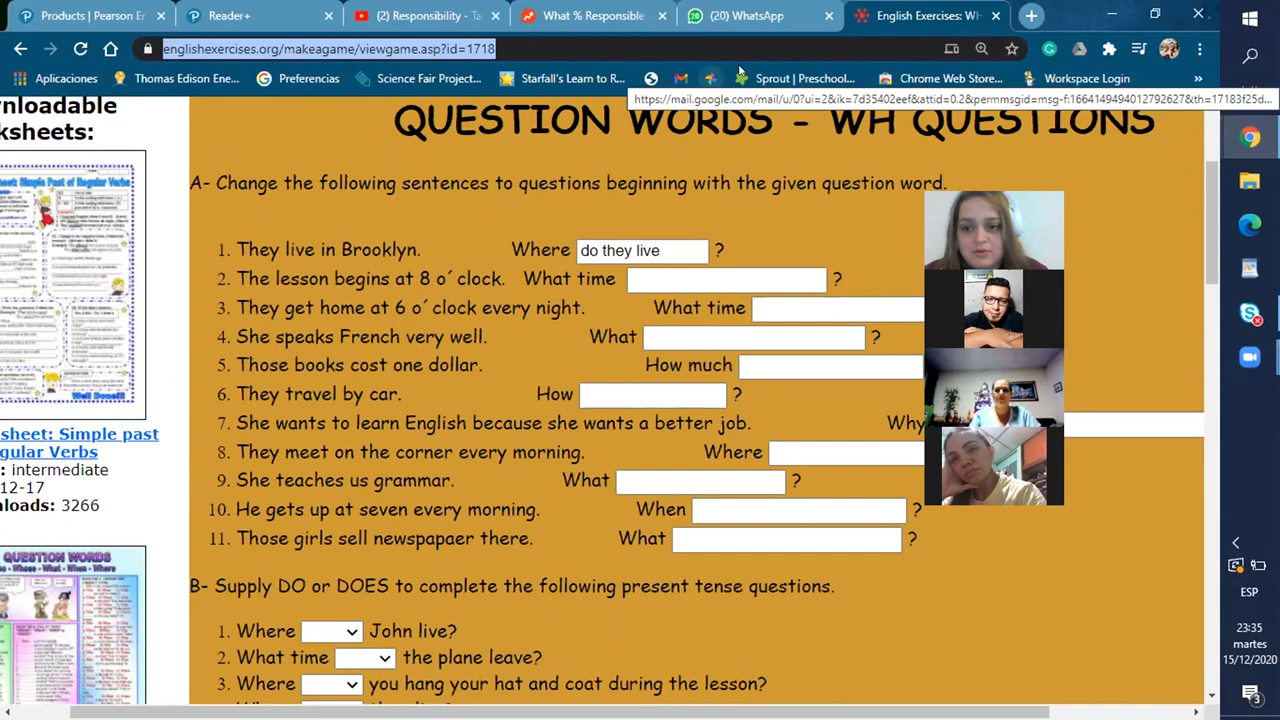 Products | Pearson En
Reader+
(2) Responsibility - Ta
What % Responsible
(20) WhatsApp
English Exercises: WH
englishexercises.org/makeagame/viewgame.asp?id=1718
Aplicaciones
Thomas Edison Ene...
Preferencias
Science Fair Project...
Starfall's Learn to R...
Sprout | Preschool...
Chrome Web Store...
Workspace Login
https://mail.google.com/mail/u/0?ui=2&ik=7d35402eef&attid=0.2&permmsgid=msg-f:1664149494012792627&th=17183f25d...
wnloadable
ksheets:
QUESTION WORDS - WH QUESTIONS
A- Change the following sentences to questions beginning with the given question word.
1. They live in Brooklyn. Where do they live ?
2. The lesson begins at 8 o´ clock. What time ?
3. They get home at 6 o´ clock every night. What time
4. She speaks French very well. What ?
5. Those books cost one dollar. How much
6. They travel by car. How ?
7. She wants to learn English because she wants a better job. Why
8. They meet on the corner every morning. Where
9. She teaches us grammar. What ?
10. He gets up at seven every morning. When ?
11. Those girls sell newspapaer there. What ?
B- Supply DO or DOES to complete the following present tense questions.
1. Where John live?
2. What time the plane leave?
3. Where you hang your hat and coat during the lesson?
sheet: Simple past
gular Verbs
: intermediate
12-17
nloads: 3266
QUESTION WORDS
ESP
23:35
martes
15/12/2020
3